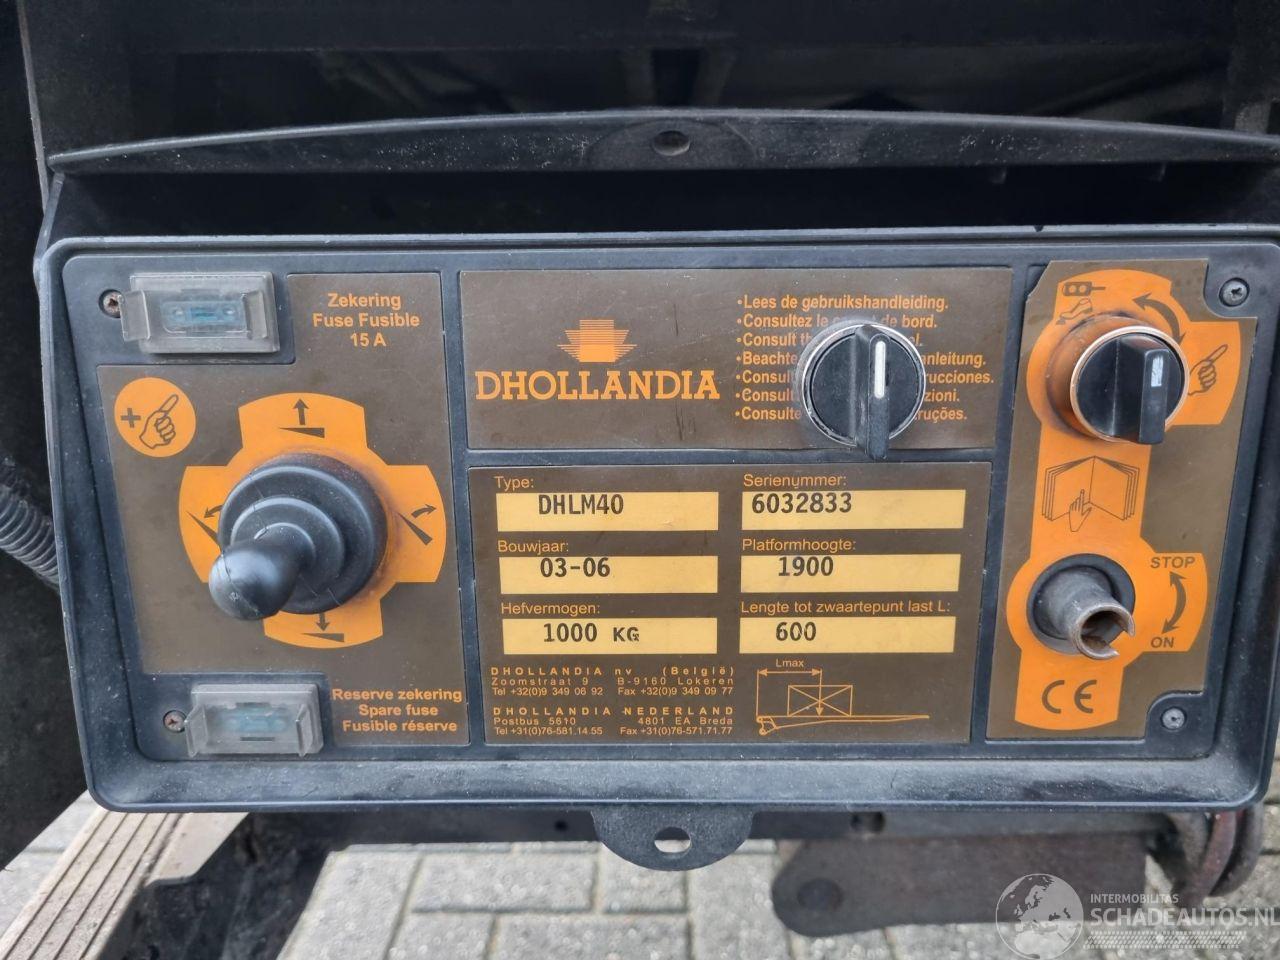 Zekering
Fuse Fusible
15 A
+
DHOLLANDIA
•Lees de gebruikshandleiding.
•Consultez le de bord.
•Consult
•Beachte
•Consul
•Consul
•Consulte
Type:
DHLM40
Serienummer:
6032833
Bouwjaar:
03-06
Platformhoogte:
1900
Hefvermogen:
1000 KG
Lengte tot zwaartepunt last L:
600
DHOLLANDIA nv (België)
Zoomstraat 9 B-9160 Lokeren
Tel +32(0)9 349 06 92 Fax +32(0)9 349 09 77
DHOLLANDIA NEDERLAND
Postbus 5610 4801 EA Breda
Tel +31(0)76-581.14.55 Fax +31(0)76-571.71.77
Lmax
Reserve zekering
Spare fuse
Fusible réserve
STOP
ON
CE
INTERMOBILITAS
SCHADEAUTOS.NL